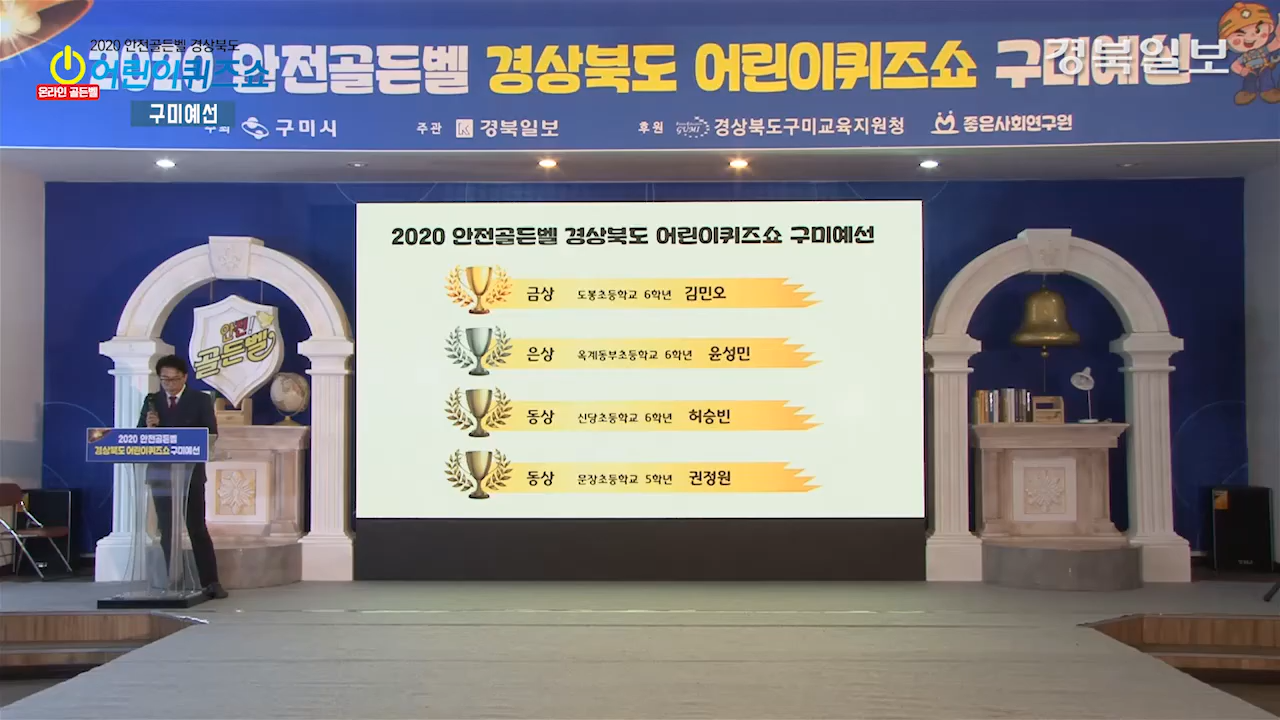 2020 안전골든벨 경상북도
어린이퀴즈쇼
온라인 골든벨
구미예선
안전골든벨 경상북도 어린이퀴즈쇼 구미예선
경북일보
주최 구미시
주관 경북일보
후원 GUMI 경상북도구미교육지원청
좋은사회연구원
2020 안전골든벨 경상북도 어린이퀴즈쇼 구미예선
금상 도봉초등학교 6학년 김민오
은상 옥계동부초등학교 6학년 윤성민
동상 신당초등학교 6학년 허승빈
동상 문장초등학교 5학년 권정원
안전!
골든벨
2020 안전골든벨
경상북도 어린이퀴즈쇼 구미예선